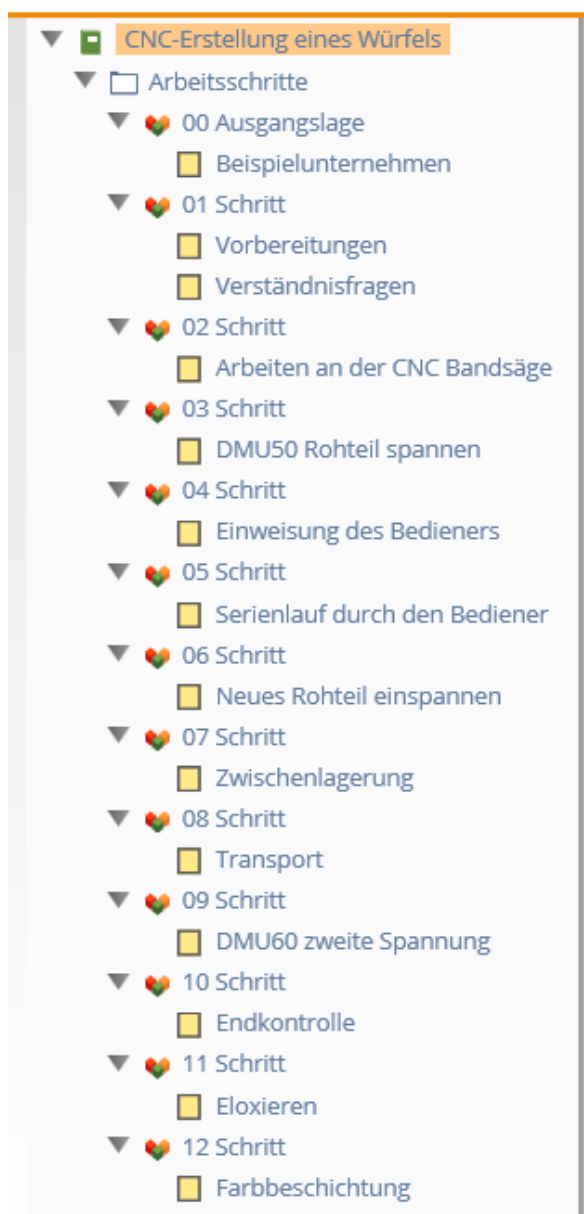 CNC-Erstellung eines Würfels
Arbeitsschritte
00 Ausgangslage
Beispielunternehmen
01 Schritt
Vorbereitungen
Verständnisfragen
02 Schritt
Arbeiten an der CNC Bandsäge
03 Schritt
DMU50 Rohteil spannen
04 Schritt
Einweisung des Bedieners
05 Schritt
Serienlauf durch den Bediener
06 Schritt
Neues Rohteil einspannen
07 Schritt
Zwischenlagerung
08 Schritt
Transport
09 Schritt
DMU60 zweite Spannung
10 Schritt
Endkontrolle
11 Schritt
Eloxieren
12 Schritt
Farbbeschichtung